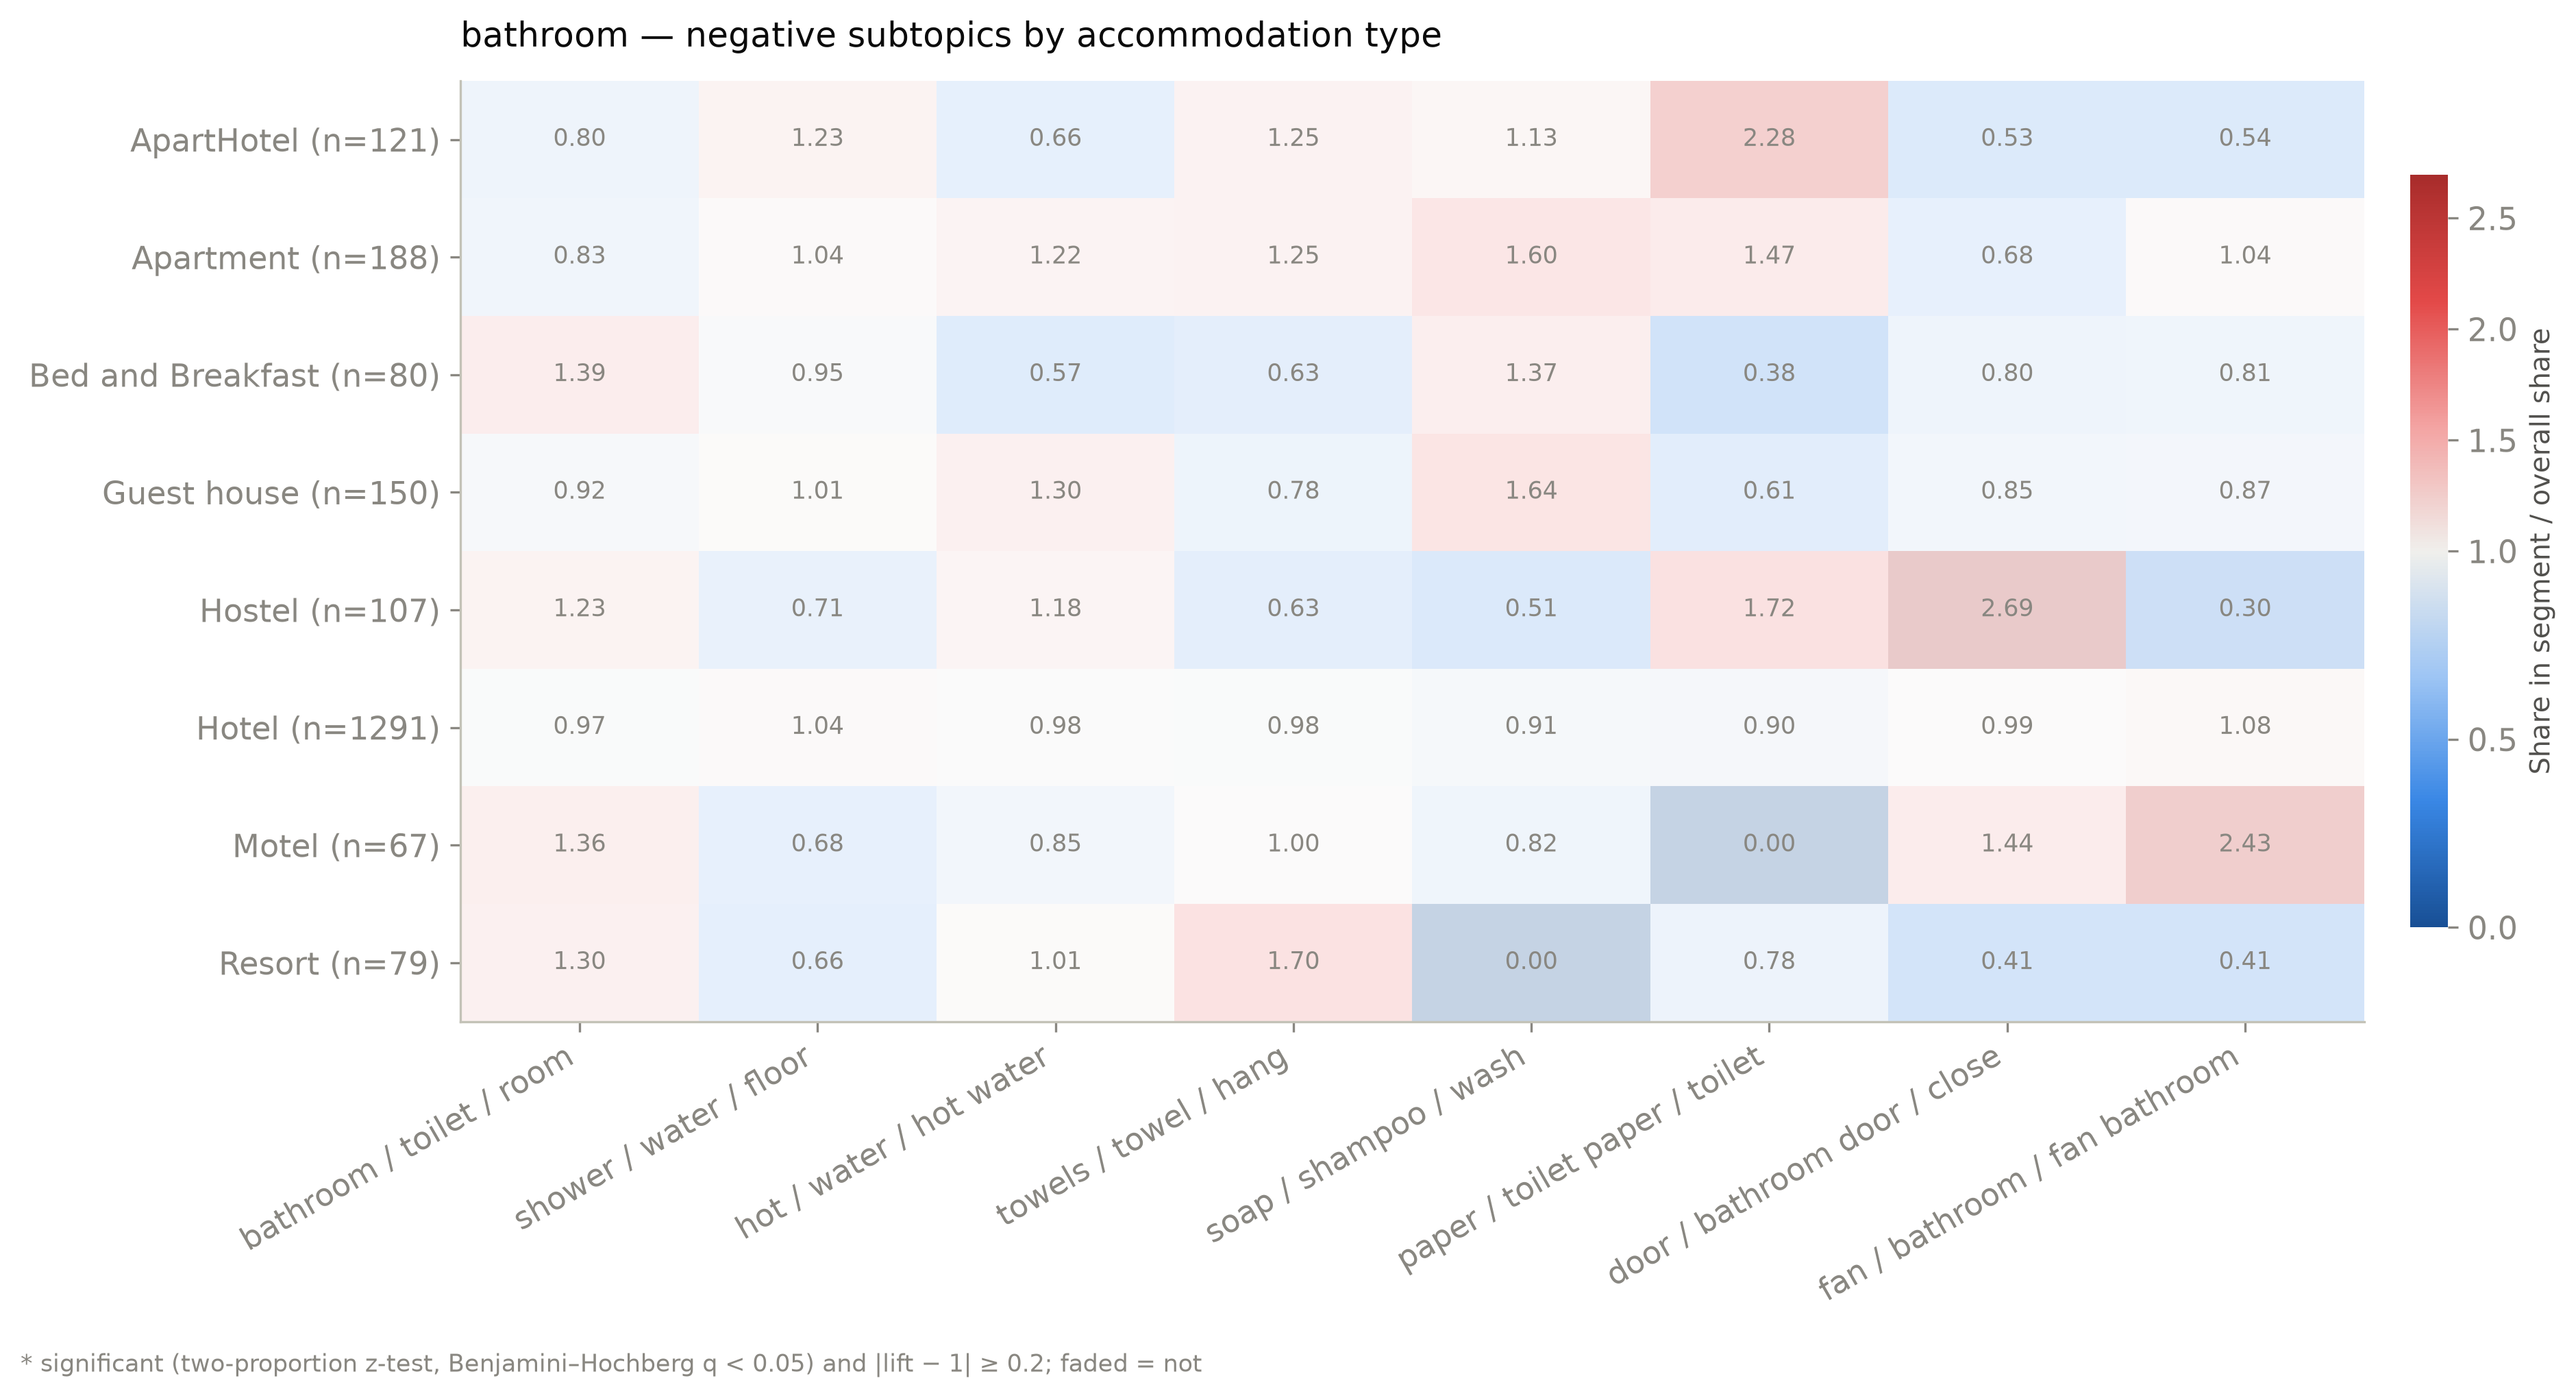 bathroom — negative subtopics by accommodation type
ApartHotel (n=121) 0.80 1.23 0.66 1.25 1.13 2.28 0.53 0.54
Apartment (n=188) 0.83 1.04 1.22 1.25 1.60 1.47 0.68 1.04
Bed and Breakfast (n=80) 1.39 0.95 0.57 0.63 1.37 0.38 0.80 0.81
Guest house (n=150) 0.92 1.01 1.30 0.78 1.64 0.61 0.85 0.87
Hostel (n=107) 1.23 0.71 1.18 0.63 0.51 1.72 2.69 0.30
Hotel (n=1291) 0.97 1.04 0.98 0.98 0.91 0.90 0.99 1.08
Motel (n=67) 1.36 0.68 0.85 1.00 0.82 0.00 1.44 2.43
Resort (n=79) 1.30 0.66 1.01 1.70 0.00 0.78 0.41 0.41
bathroom / toilet / room
shower / water / floor
hot / water / hot water
towels / towel / hang
soap / shampoo / wash
paper / toilet paper / toilet
door / bathroom door / close
fan / bathroom / fan bathroom
2.5
2.0
1.5
1.0
0.5
0.0
Share in segment / overall share
* significant (two-proportion z-test, Benjamini–Hochberg q < 0.05) and |lift − 1| ≥ 0.2; faded = not